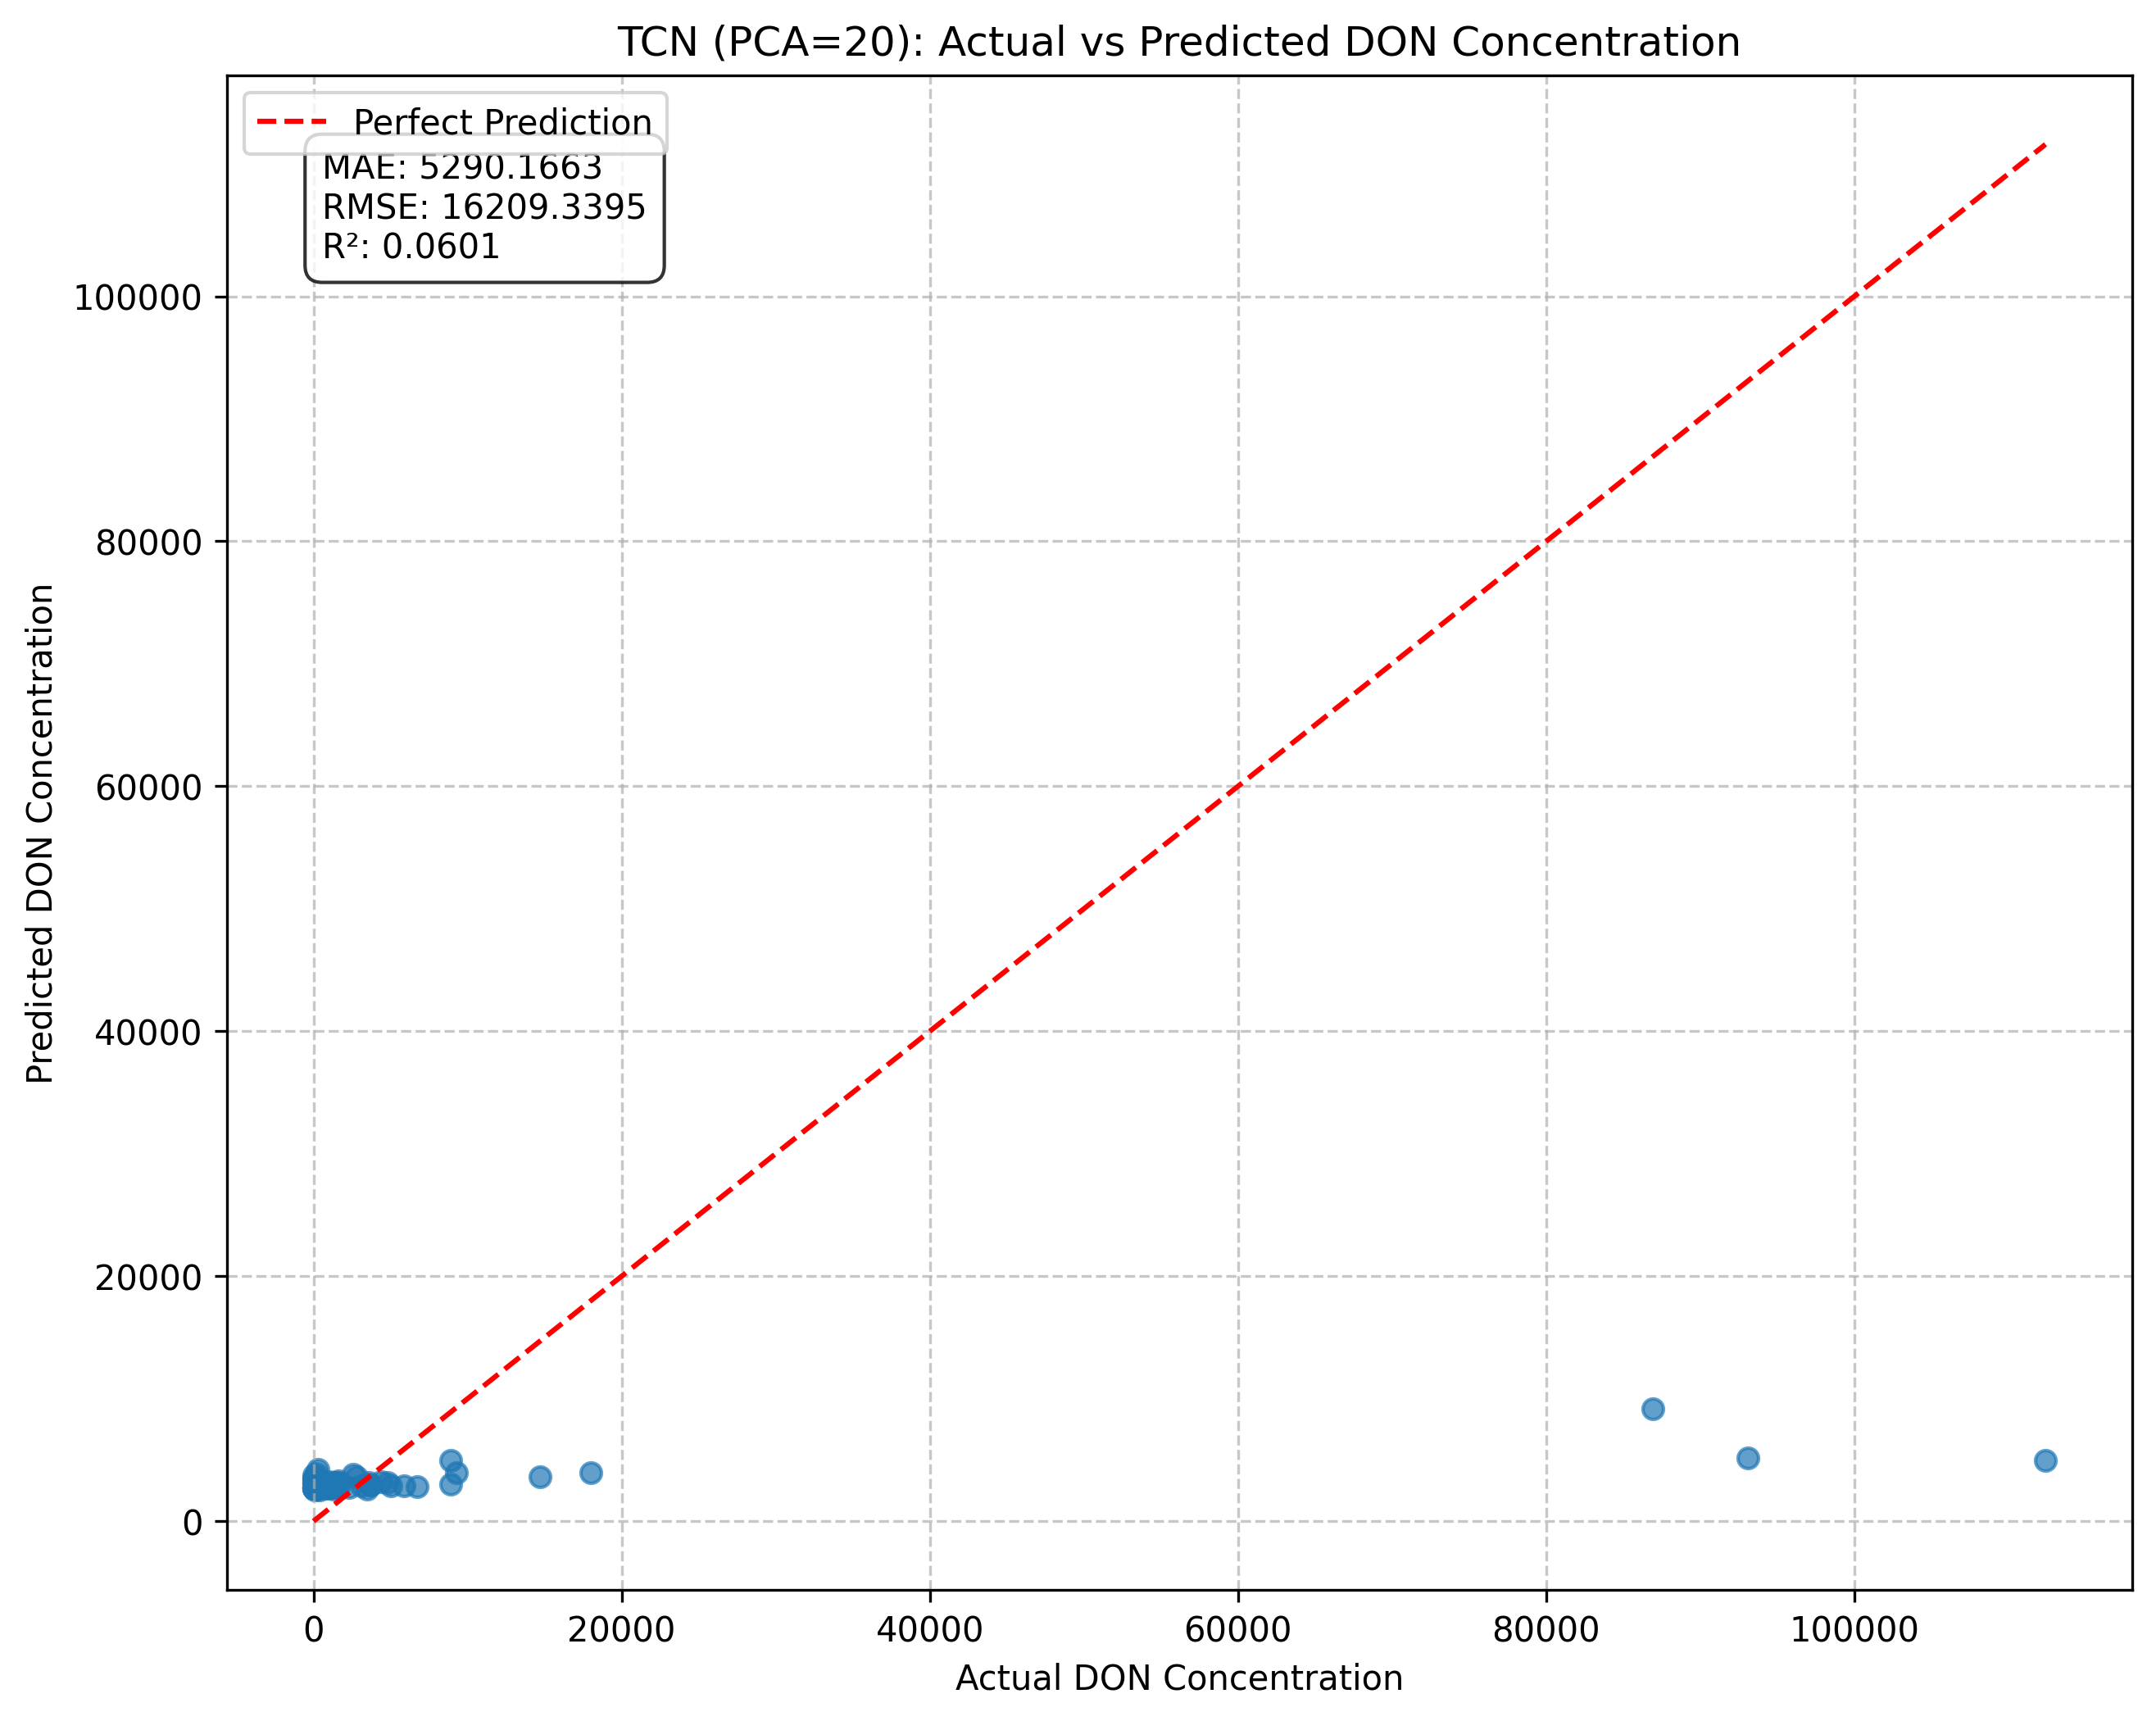 TCN (PCA=20): Actual vs Predicted DON Concentration
Perfect Prediction
MAE: 5290.1663
RMSE: 16209.3395
R²: 0.0601
Predicted DON Concentration
100000
80000
60000
40000
20000
0
0 20000 40000 60000 80000 100000
Actual DON Concentration